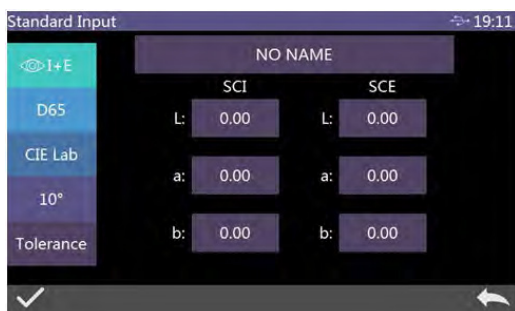 Standard Input 19:11
I+E
NO NAME
SCI SCE
D65
L: 0.00 L: 0.00
CIE Lab
a: 0.00 a: 0.00
10°
b: 0.00 b: 0.00
Tolerance